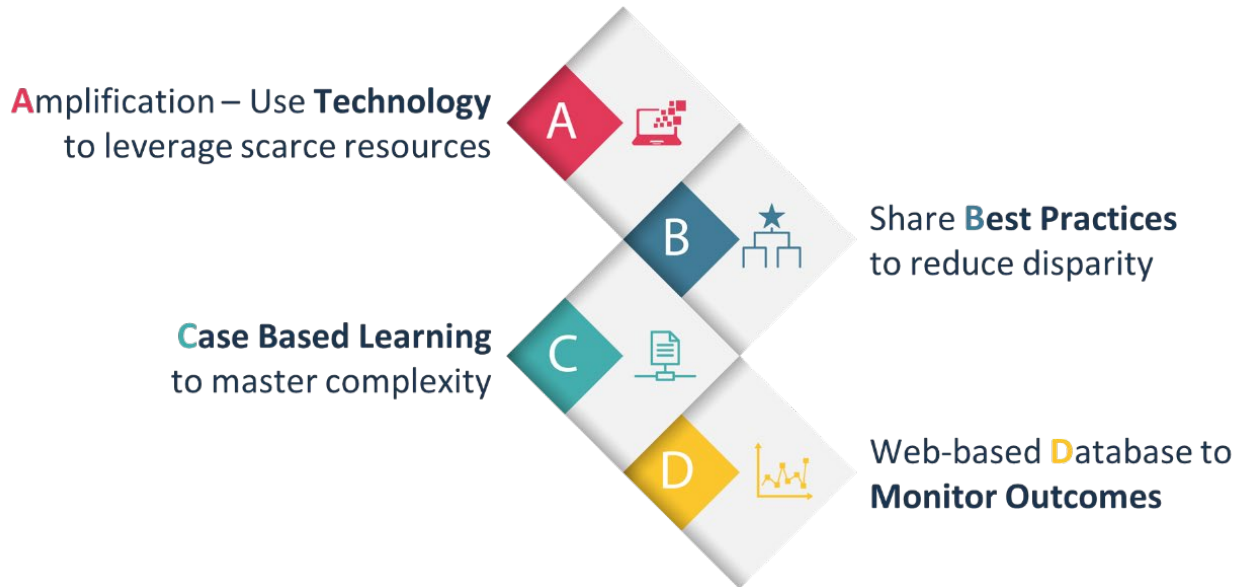 Amplification – Use Technology
to leverage scarce resources
A
B
Share Best Practices
to reduce disparity
Case Based Learning
to master complexity
C
D
Web-based Database to
Monitor Outcomes